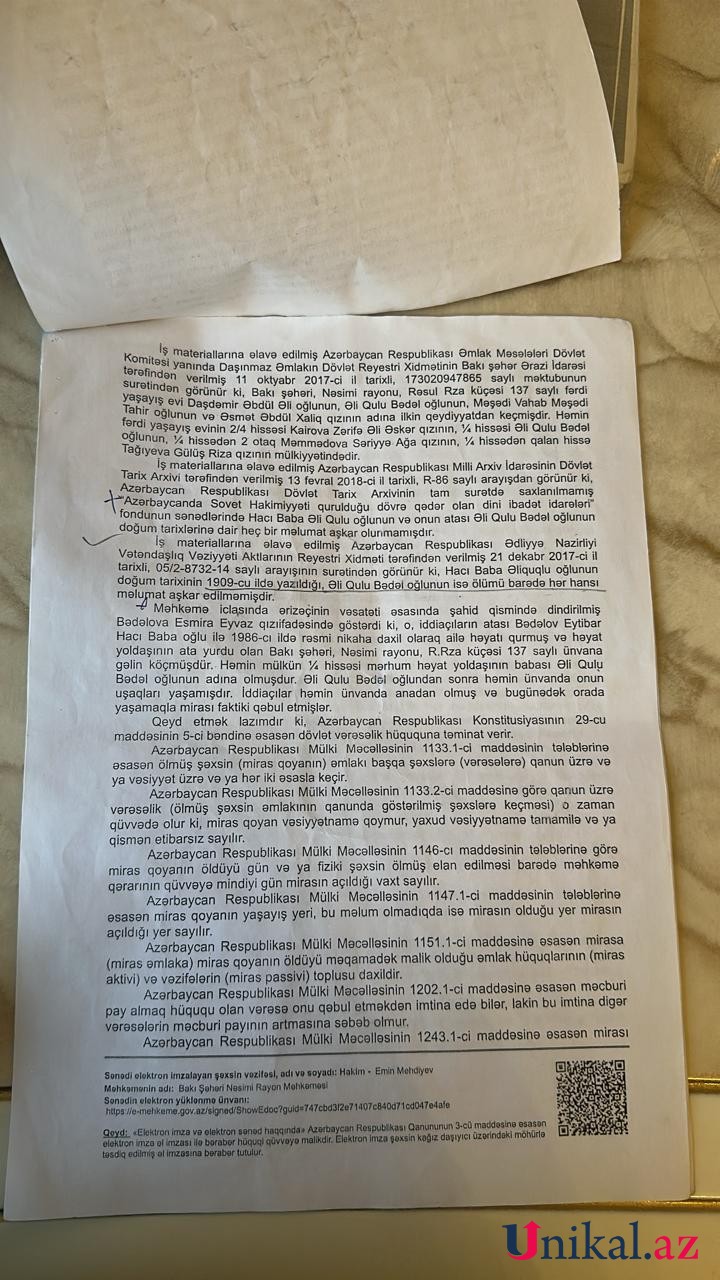 İş materiallarına əlavə edilmiş Azərbaycan Respublikası Əmlak Məsələləri Dövlət
Komitəsi yanında Daşınmaz Əmlakın Dövlət Reyestri Xidmətinin Bakı şəhər Ərazi İdarəsi
tərəfindən verilmiş 11 oktyabr 2017-ci il tarixli, 173020947865 saylı məktubunun
surətindən görünür ki, Bakı şəhəri, Nəsimi rayonu, Rəsul Rza küçəsi 137 saylı fərdi
yaşayış evi Daşdemir Əbdül Əli oğlunun, Əli Qulu Bədəl oğlunun, Məşədi Vahab Məşədi
Tahir oğlunun və Əsmət Əbdül Xaliq qızının adına ilkin qeydiyyatdan keçmişdir. Həmin
fərdi yaşayış evinin 2/4 hissəsi Kairova Zərifə Əli Əskər qızının, ¼ hissəsi Əli Qulu Bədəl
oğlunun, ¼ hissədən 2 otaq Məmmədova Səriyyə Ağa qızının, ¼ hissədən qalan hissə
Tağıyeva Gülüş Riza qızının mülkiyyətindədir.
İş materiallarına əlavə edilmiş Azərbaycan Respublikası Milli Arxiv İdarəsinin Dövlət
Tarix Arxivi tərəfindən verilmiş 13 fevral 2018-ci il tarixli, R-86 saylı arayışdan görünür ki,
Azərbaycan Respublikası Dövlət Tarix Arxivinin tam surətdə saxlanılmamış
"Azərbaycanda Sovet Hakimiyyəti qurulduğu dövrə qədər olan dini ibadət idarələri"
fondunun sənədlərində Hacı Baba Əli Qulu oğlunun və onun atası Əli Qulu Bədəl oğlunun
doğum tarixlərinə dair heç bir məlumat aşkar olunmamışdır.
İş materiallarına əlavə edilmiş Azərbaycan Respublikası Ədliyyə Nazirliyi
Vətəndaşlıq Vəziyyəti Aktlarının Reyestri Xidməti tərəfindən verilmiş 21 dekabr 2017-ci il
tarixli, 05/2-8732-14 saylı arayışının surətindən görünür ki, Hacı Baba Əliquqlu oğlunun
doğum tarixinin 1909-cu ildə yazıldığı, Əli Qulu Bədəl oğlunun isə ölümü barədə hər hansı
məlumat aşkar edilməmişdir.
Məhkəmə iclasında ərizəçinin vəsatəti əsasında şahid qismində dindirilmiş
Bədəlova Esmira Eyvaz qızıifadəsində göstərdi ki, o, iddiaçıların atası Bədəlov Eytibar
Hacı Baba oğlu ilə 1986-cı ildə rəsmi nikaha daxil olaraq ailə həyatı qurmuş və həyat
yoldaşının ata yurdu olan Bakı şəhəri, Nəsimi rayonu, R.Rza küçəsi 137 saylı ünvana
gəlin köçmüşdür. Həmin mülkün ¼ hissəsi mərhum həyat yoldaşının babası Əli Qulu
Bədəl oğlunun adına olmuşdur. Əli Qulu Bədəl oğlundan sonra həmin ünvanda onun
uşaqları yaşamışdır. İddiaçılar həmin ünvanda anadan olmuş və bugünədək orada
yaşamaqla mirası faktiki qəbul etmişlər.
Qeyd etmək lazımdır ki, Azərbaycan Respublikası Konstitusiyasının 29-cu
maddəsinin 5-ci bəndinə əsasən dövlət vərəsəlik hüququna təminat verir.
Azərbaycan Respublikası Mülki Məcəlləsinin 1133.1-ci maddəsinin tələblərinə
əsasən ölmüş şəxsin (miras qoyanın) əmlakı başqa şəxslərə (vərəsələrə) qanun üzrə və
ya vəsiyyət üzrə və ya hər iki əsasla keçir.
Azərbaycan Respublikası Mülki Məcəlləsinin 1133.2-ci maddəsinə görə qanun üzrə
vərəsəlik (ölmüş şəxsin əmlakının qanunda göstərilmiş şəxslərə keçməsi) o zaman
qüvvədə olur ki, miras qoyan vəsiyyətnamə qoymur, yaxud vəsiyyətnamə tamamilə və ya
qismən etibarsız sayılır.
Azərbaycan Respublikası Mülki Məcəlləsinin 1146-cı maddəsinin tələblərinə görə
miras qoyanın öldüyü gün və ya fiziki şəxsin ölmüş elan edilməsi barədə məhkəmə
qərarının qüvvəyə mindiyi gün mirasın açıldığı vaxt sayılır.
Azərbaycan Respublikası Mülki Məcəlləsinin 1147.1-ci maddəsinin tələblərinə
əsasən miras qoyanın yaşayış yeri, bu məlum olmadıqda isə mirasın olduğu yer mirasın
açıldığı yer sayılır.
Azərbaycan Respublikası Mülki Məcəlləsinin 1151.1-ci maddəsinə əsasən mirasa
(miras əmlaka) miras qoyanın öldüyü məqamadək malik olduğu əmlak hüquqlarının (miras
aktivi) və vəzifələrin (miras passivi) toplusu daxildir.
Azərbaycan Respublikası Mülki Məcəlləsinin 1202.1-ci maddəsinə əsasən məcburi
pay almaq hüququ olan vərəsə onu qəbul etməkdən imtina edə bilər, lakin bu imtina digər
vərəsələrin məcburi payının artmasına səbəb olmur.
Azərbaycan Respublikası Mülki Məcəlləsinin 1243.1-ci maddəsinə əsasən mirası
Sənədi elektron imzalayan şəxsin vəzifəsi, adı və soyadı: Hakim - Emin Mehdiyev
Məhkəmənin adı: Bakı Şəhəri Nəsimi Rayon Məhkəməsi
Sənədin elektron yüklənmə ünvanı:
https://e-mehkeme.gov.az/signed/ShowEdoc?guid=747cbd3f2e71407c840d71cd047e4afe
Qeyd: «Elektron imza və elektron sənəd haqqında» Azərbaycan Respublikası Qanununun 3-cü maddəsinə əsasən
elektron imza əl imzası ilə bərabər hüquqi qüvvəyə malikdir. Elektron imza şəxsin kağız daşıyıcı üzərindəki möhürlə
təsdiq edilmiş əl imzasına bərabər tutulur.
Unikal.az